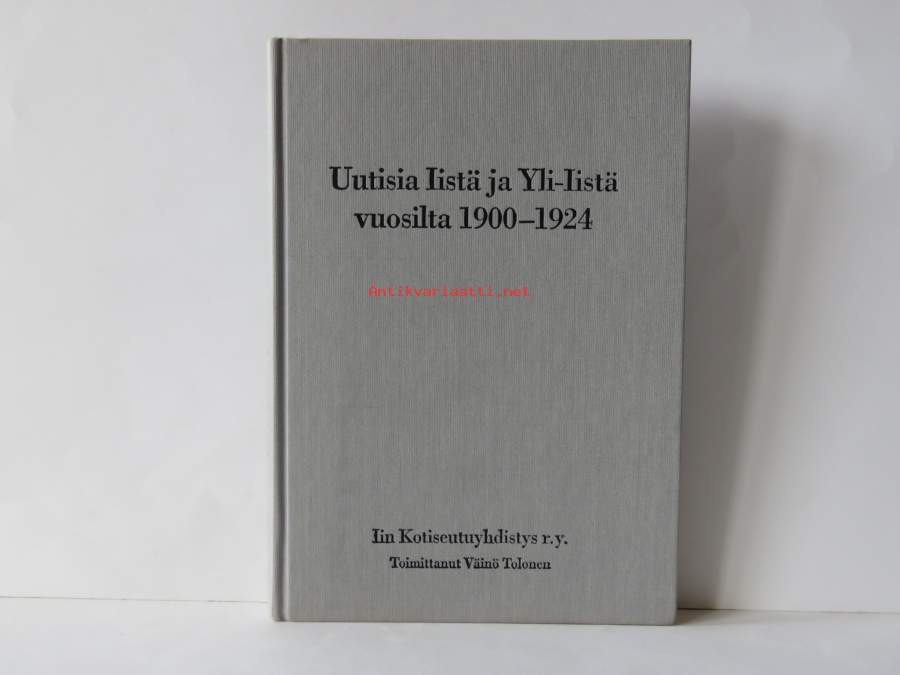 Uutisia Iistä ja Yli-Iistä
vuosilta 1900–1924
Antikvariaatti.net
Iin Kotiseutuyhdistys r.y.
Toimittanut Väinö Tolonen